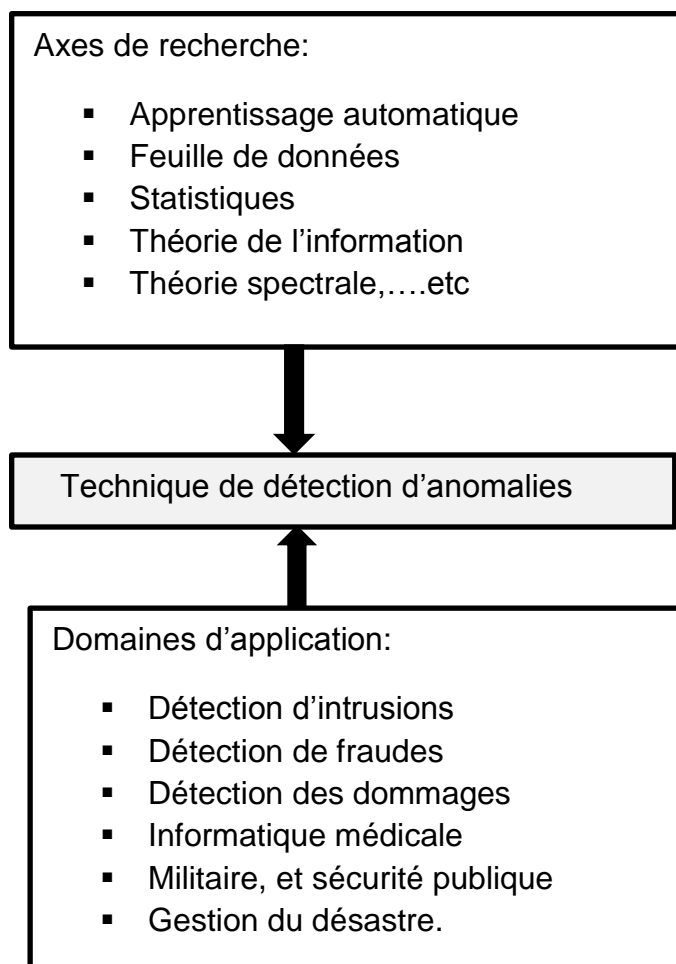 Axes de recherche:
▪ Apprentissage automatique
▪ Feuille de données
▪ Statistiques
▪ Théorie de l’information
▪ Théorie spectrale,….etc
Technique de détection d’anomalies
Domaines d’application:
▪ Détection d’intrusions
▪ Détection de fraudes
▪ Détection des dommages
▪ Informatique médicale
▪ Militaire, et sécurité publique
▪ Gestion du désastre.